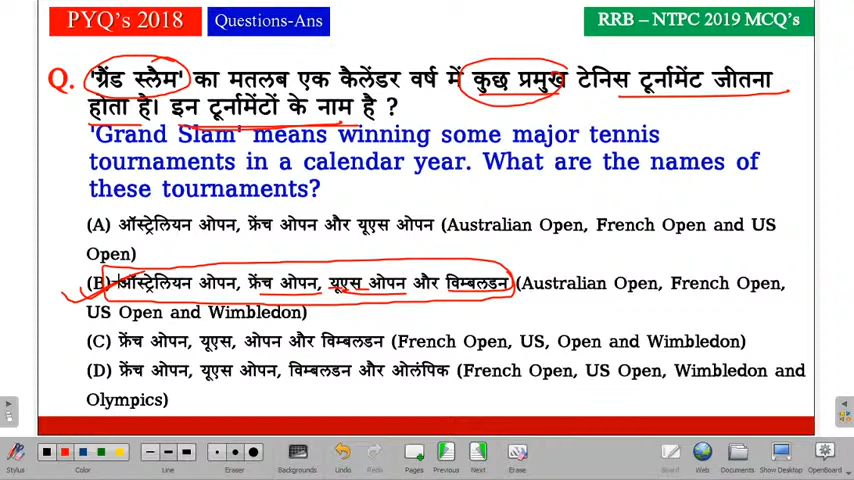 PYQ's 2018
Questions-Ans
RRB – NTPC 2019 MCQ's
Q. 'ग्रैंड स्लैम' का मतलब एक कैलेंडर वर्ष में कुछ प्रमुख टेनिस टूर्नामेंट जीतना
होता है। इन टूर्नामेंटों के नाम है ?
'Grand Slam' means winning some major tennis
tournaments in a calendar year. What are the names of
these tournaments?
(A) ऑस्ट्रेलियन ओपन, फ्रेंच ओपन और यूएस ओपन (Australian Open, French Open and US
Open)
(B) ऑस्ट्रेलियन ओपन, फ्रेंच ओपन, यूएस ओपन और विम्बलडन (Australian Open, French Open,
US Open and Wimbledon)
(C) फ्रेंच ओपन, यूएस, ओपन और विम्बलडन (French Open, US, Open and Wimbledon)
(D) फ्रेंच ओपन, यूएस ओपन, विम्बलडन और ओलंपिक (French Open, US Open, Wimbledon and
Olympics)
Stylus
Color
Line
Eraser
Backgrounds
Undo
Redo
Pages
Previous
Next
Erase
Board
Web
Documents
Show Desktop
OpenBoard